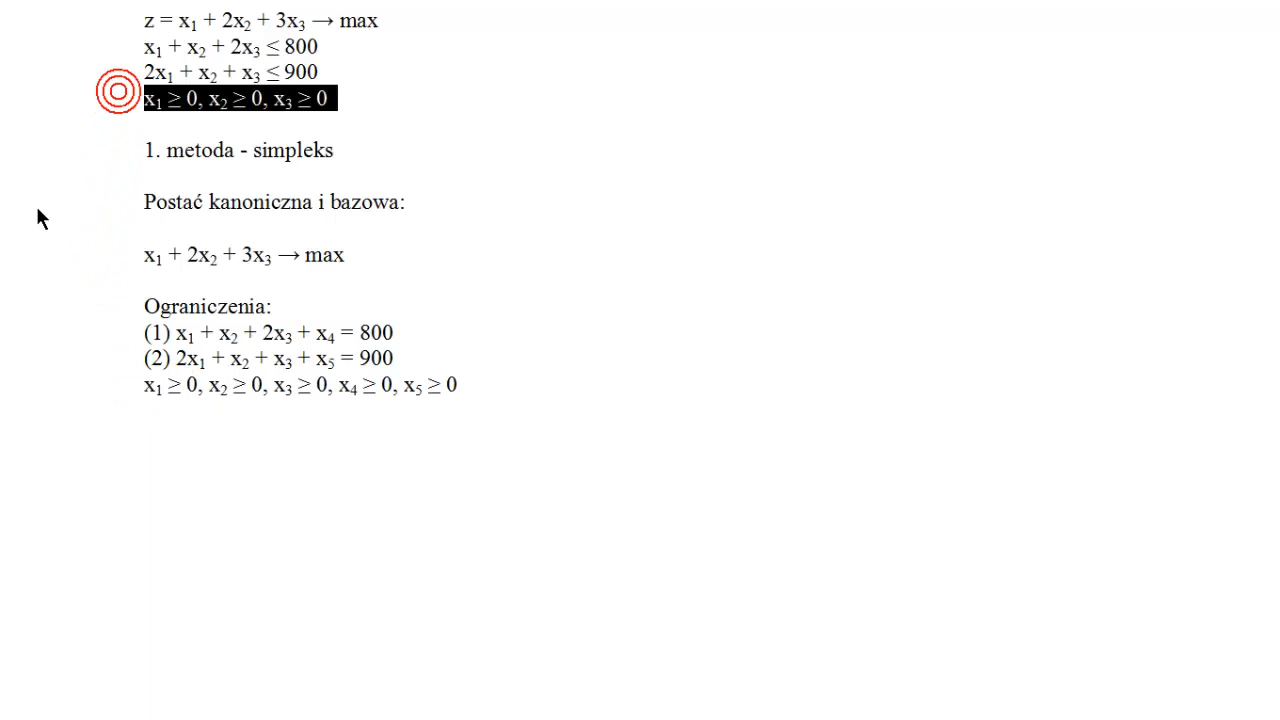 z = x₁ + 2x₂ + 3x₃ → max
x₁ + x₂ + 2x₃ ≤ 800
2x₁ + x₂ + x₃ ≤ 900
x₁ ≥ 0, x₂ ≥ 0, x₃ ≥ 0
1. metoda - simpleks
Postać kanoniczna i bazowa:
x₁ + 2x₂ + 3x₃ → max
Ograniczenia:
(1) x₁ + x₂ + 2x₃ + x₄ = 800
(2) 2x₁ + x₂ + x₃ + x₅ = 900
x₁ ≥ 0, x₂ ≥ 0, x₃ ≥ 0, x₄ ≥ 0, x₅ ≥ 0